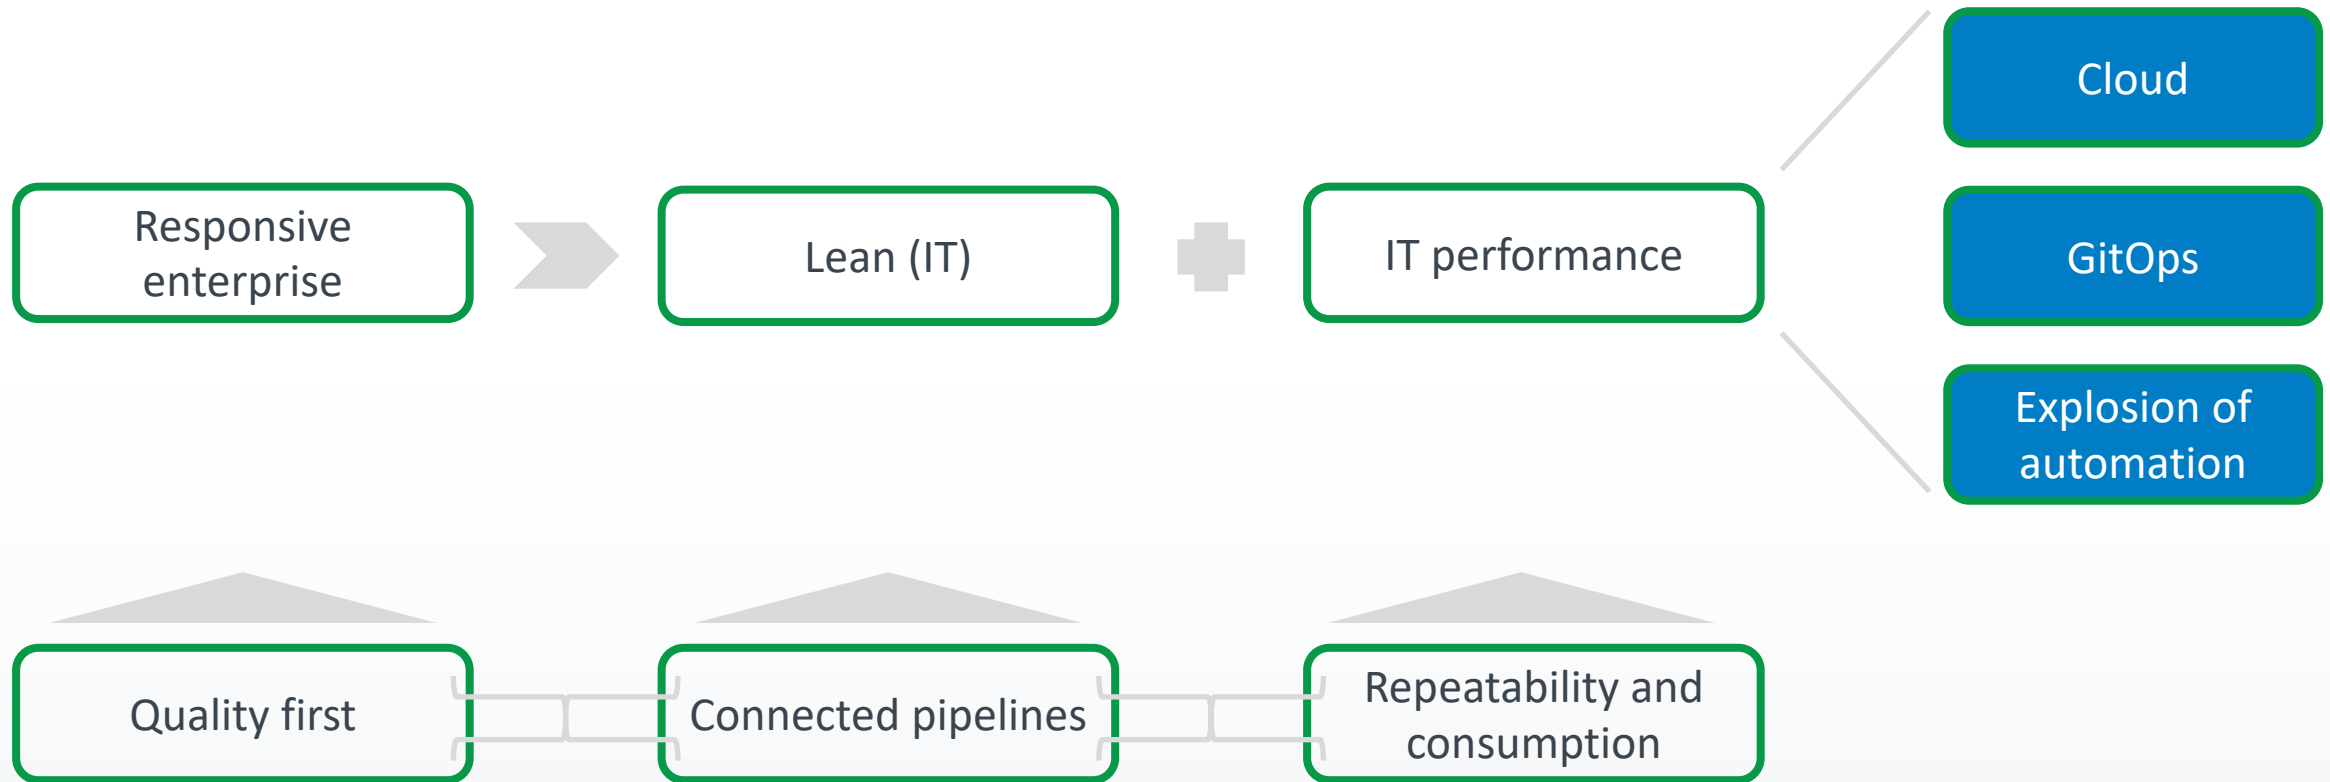 Cloud
Responsive
enterprise
Lean (IT)
IT performance
GitOps
Explosion of
automation
Quality first
Connected pipelines
Repeatability and
consumption